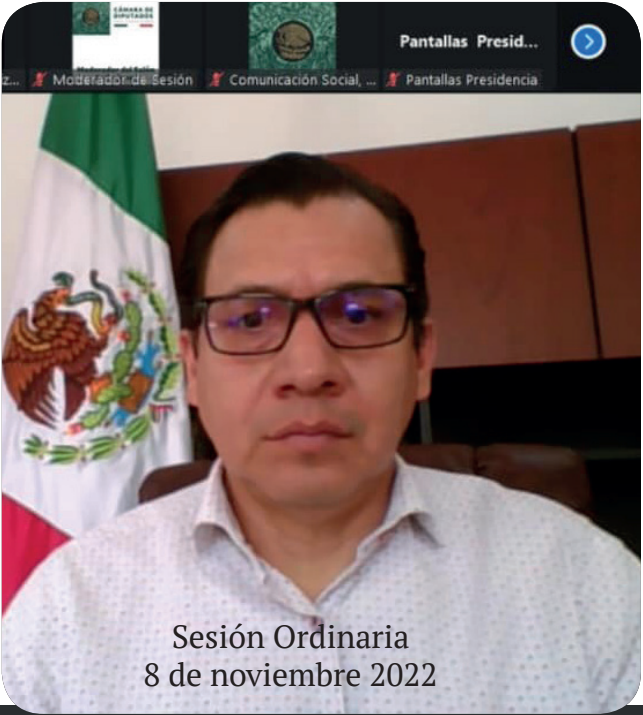 CÁMARA DE
DIPUTADOS
Pantallas Presid...
z...
Moderador de Sesión
Comunicación Social, ...
Pantallas Presidencia
Sesión Ordinaria
8 de noviembre 2022